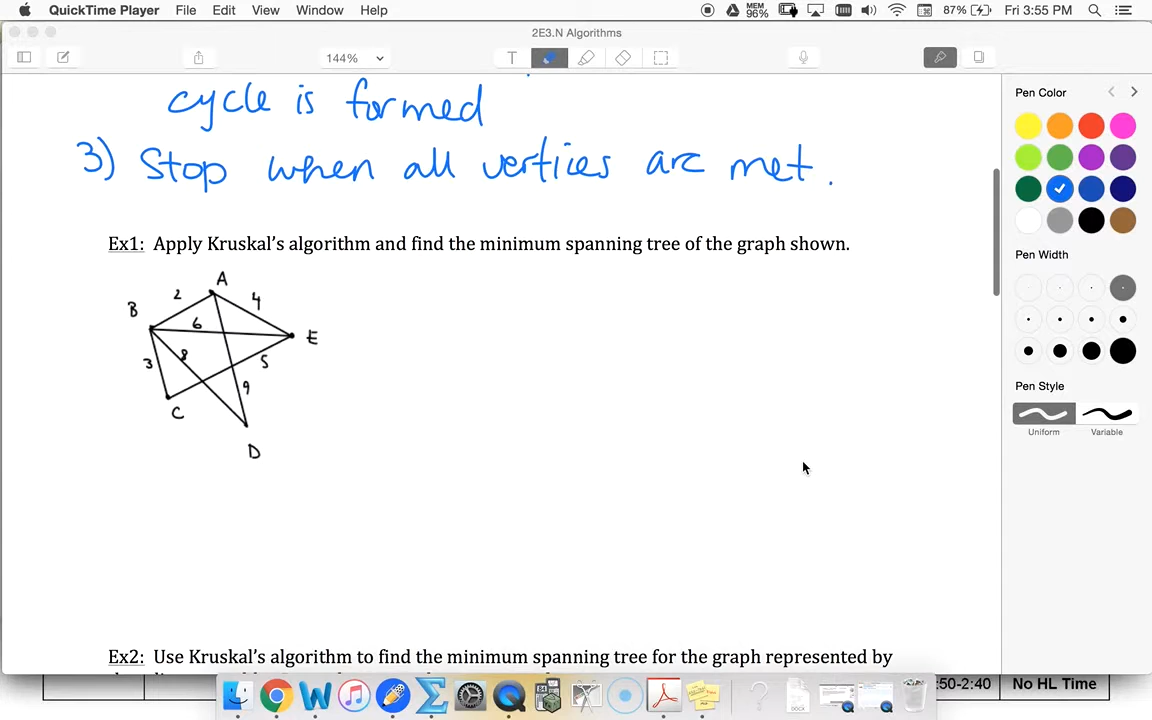 QuickTime Player File Edit View Window Help MEM 96% 87% Fri 3:55 PM
2E3.N Algorithms
144% T
Pen Color
cycle is formed
3) Stop when all vertices are met.
Ex1: Apply Kruskal's algorithm and find the minimum spanning tree of the graph shown.
Pen Width
A
2 4
B
6
E
3 8 5
9
C
D
Pen Style
Uniform Variable
Ex2: Use Kruskal's algorithm to find the minimum spanning tree for the graph represented by
:50-2:40 No HL Time